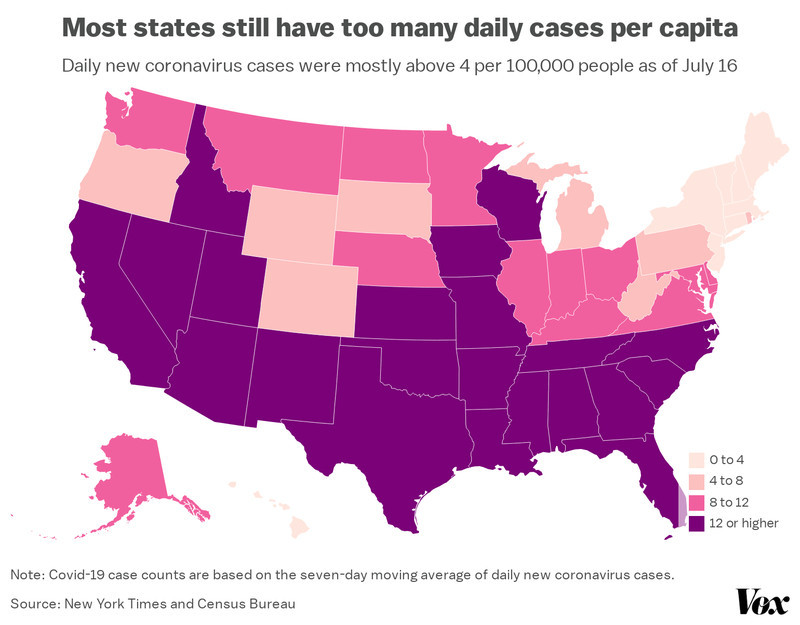 Most states still have too many daily cases per capita
Daily new coronavirus cases were mostly above 4 per 100,000 people as of July 16
0 to 4
4 to 8
8 to 12
12 or higher
Note: Covid-19 case counts are based on the seven-day moving average of daily new coronavirus cases.
Source: New York Times and Census Bureau
Vox